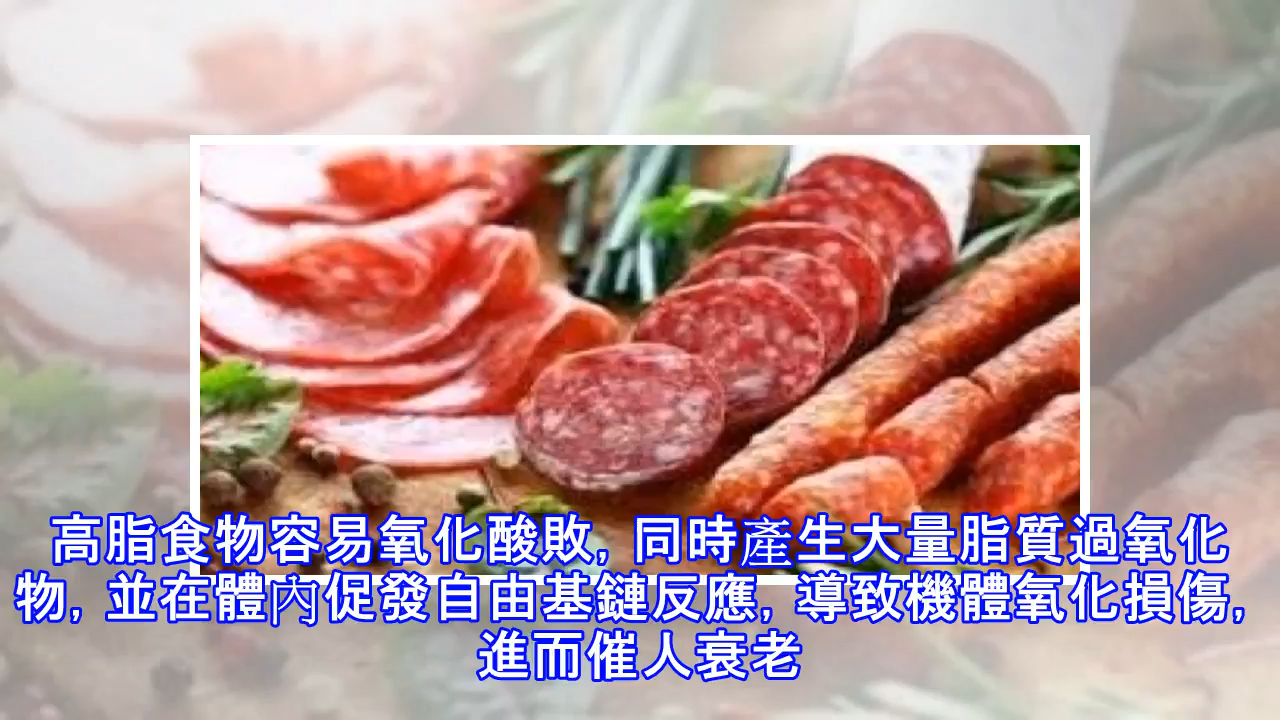 高脂食物容易氧化酸敗, 同時產生大量脂質過氧化
物, 並在體內促發自由基鏈反應, 導致機體氧化損傷,
進而催人衰老